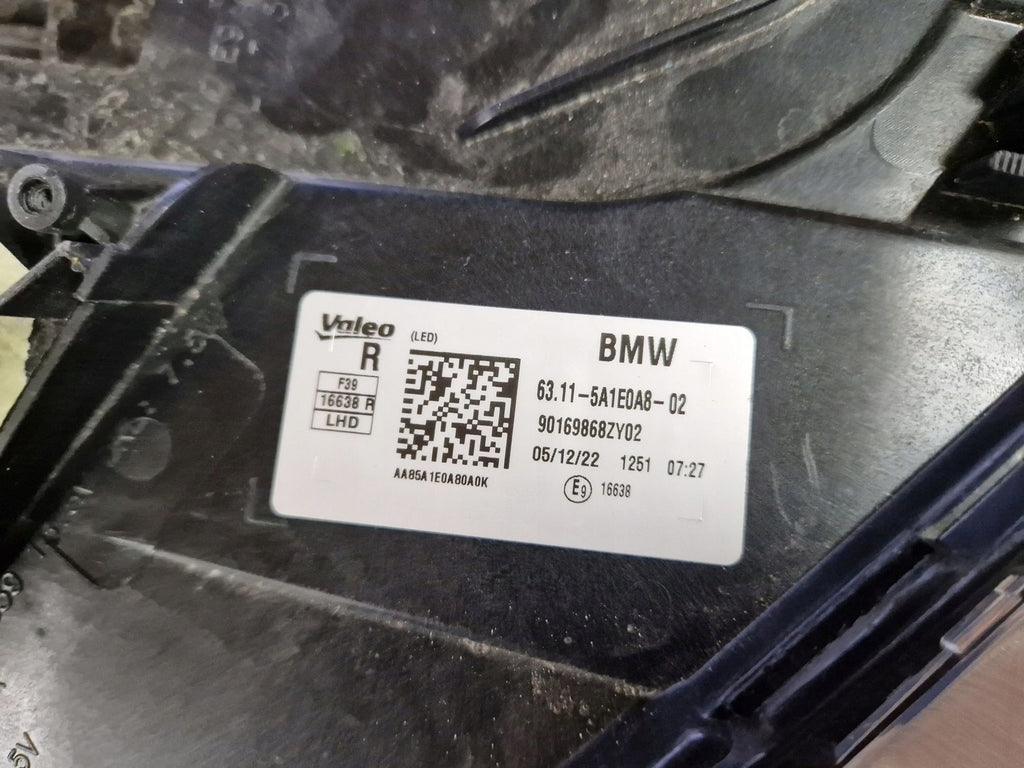 Valeo
(LED)
R
F39
16638 R
LHD
AA85A1E0A80A0K
BMW
63.11-5A1E0A8-02
90169868ZY02
05/12/22 1251 07:27
E9 16638
5V